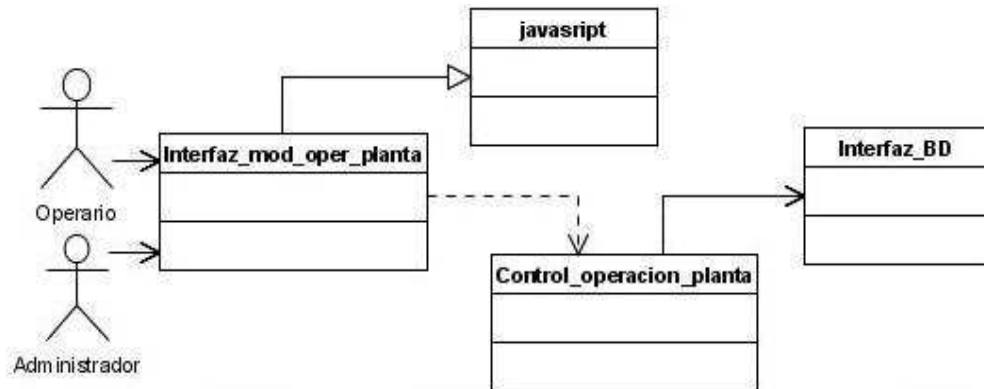 javasript
Interfaz_mod_oper_planta
Interfaz_BD
Operario
Control_operacion_planta
Administrador